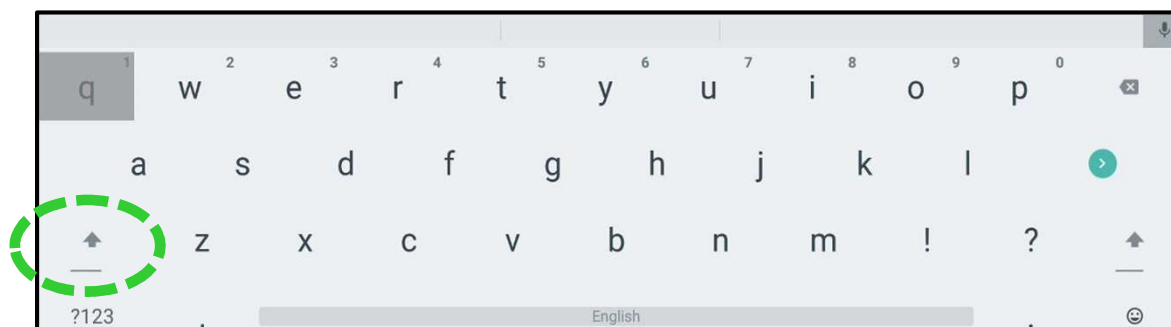 1 2 3 4 5 6 7 8 9 0
q w e r t y u i o p
a s d f g h j k l
z x c v b n m ! ?
?123 English